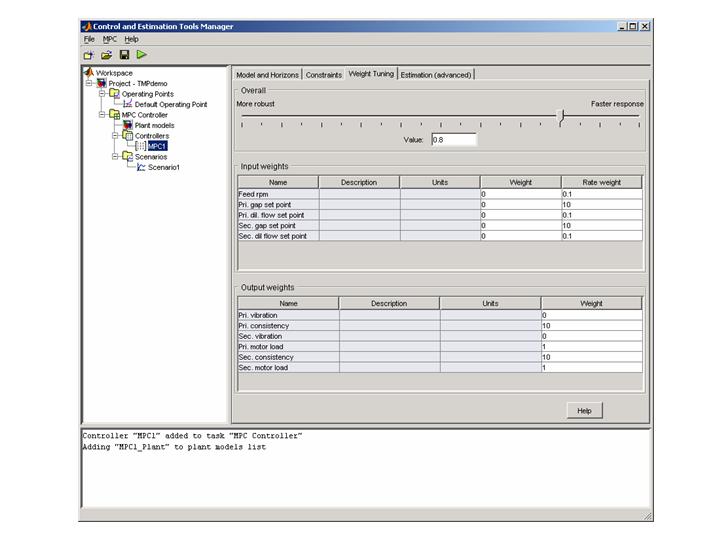 Control and Estimation Tools Manager
File MPC Help
Workspace
Project - TMPdemo
Operating Points
Default Operating Point
MPC Controller
Plant models
Controllers
MPC1
Scenarios
Scenario1
Model and Horizons Constraints Weight Tuning Estimation (advanced)
Overall
More robust Faster response
Value: 0.8
Input weights
Name Description Units Weight Rate weight
Feed rpm 0 0.1
Pri. gap set point 0 10
Pri. dil. flow set point 0 0.1
Sec. gap set point 0 10
Sec. dil flow set point 0 0.1
Output weights
Name Description Units Weight
Pri. vibration 0
Pri. consistency 10
Sec. vibration 0
Pri. motor load 1
Sec. consistency 10
Sec. motor load 1
Help
Controller "MPC1" added to task "MPC Controller"
Adding "MPC1_Plant" to plant models list